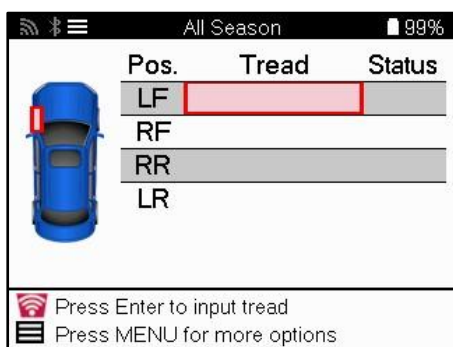 All Season 99%
Pos. Tread Status
LF
RF
RR
LR
Press Enter to input tread
Press MENU for more options